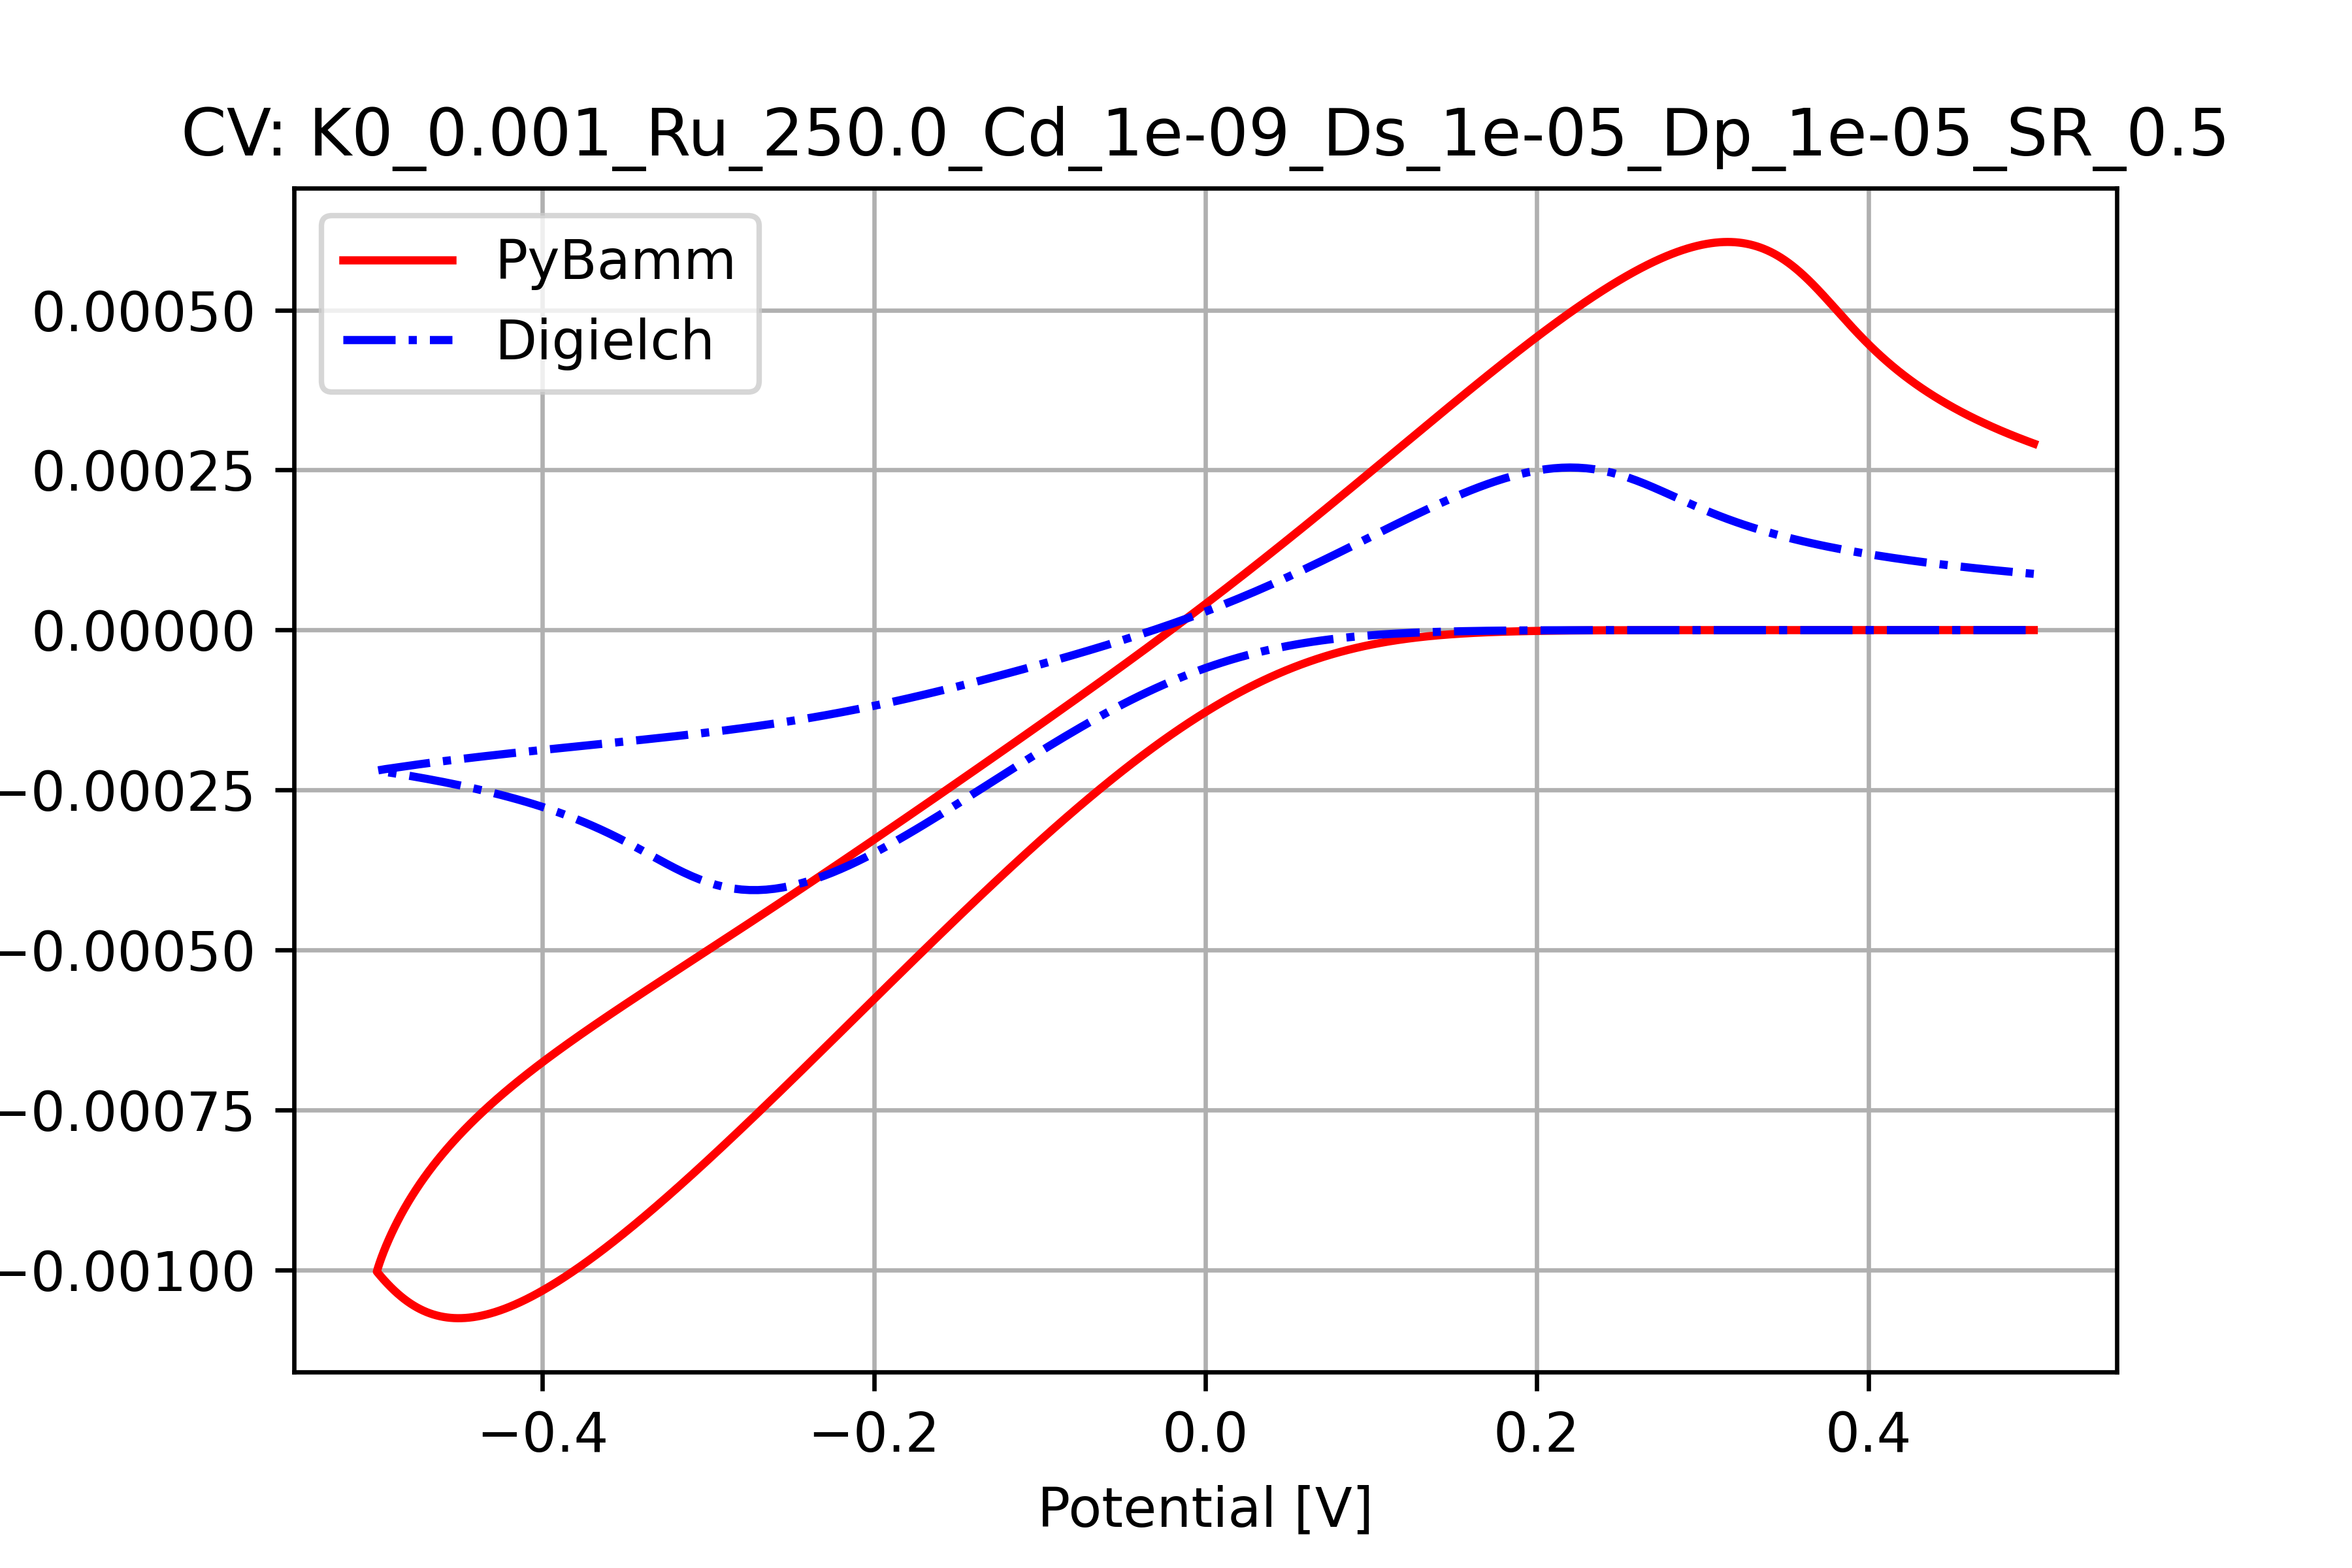 CV: K0_0.001_Ru_250.0_Cd_1e-09_Ds_1e-05_Dp_1e-05_SR_0.5
PyBamm
Digielch
0.00050
0.00025
0.00000
−0.00025
−0.00050
−0.00075
−0.00100
−0.4 −0.2 0.0 0.2 0.4
Potential [V]